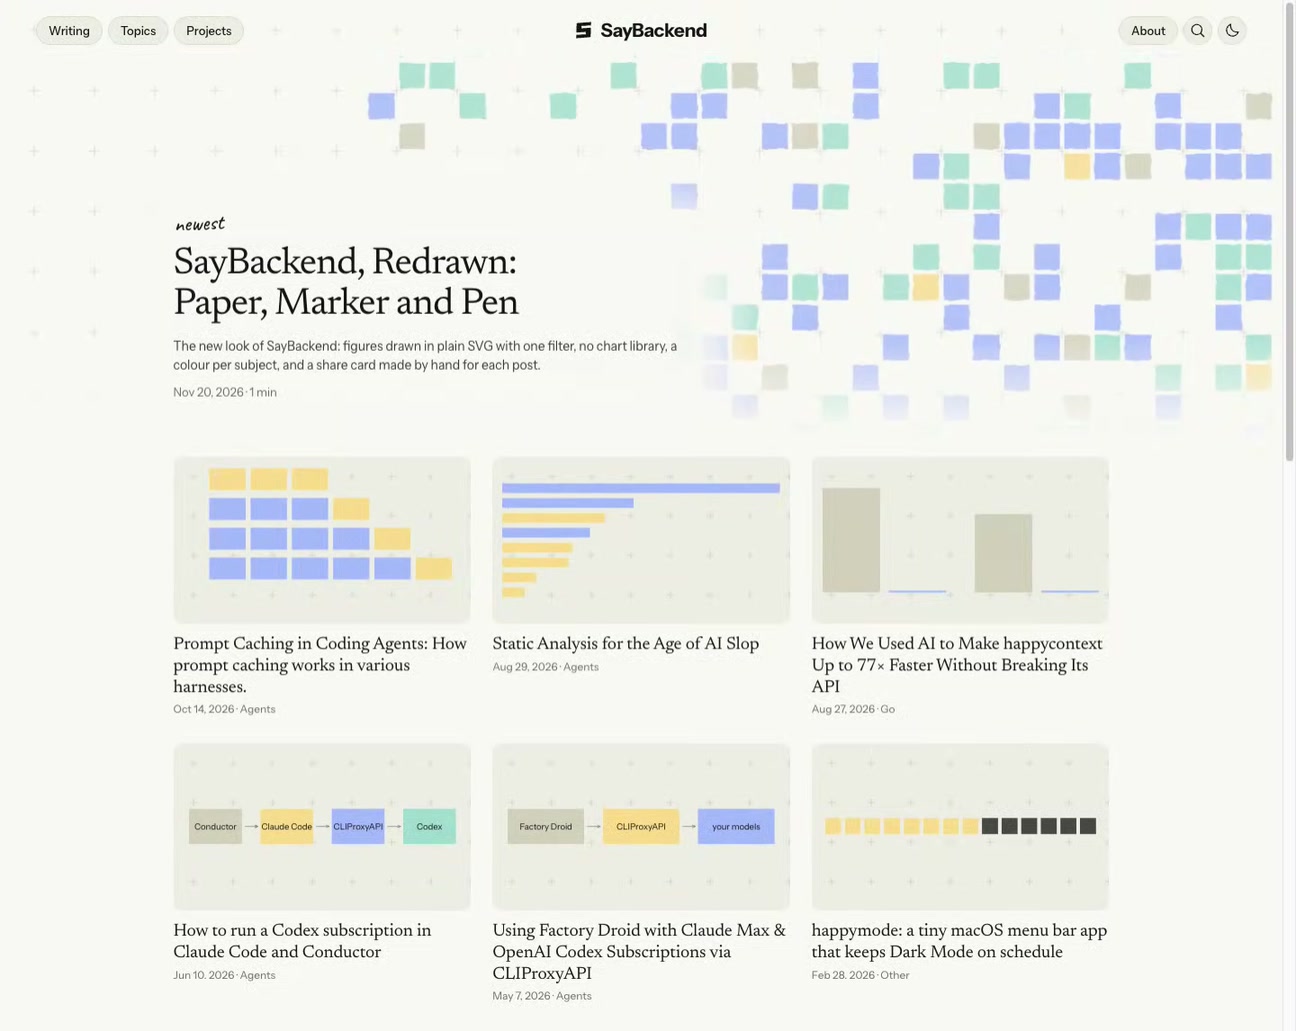 Writing
Topics
Projects
SayBackend
About
newest
SayBackend, Redrawn:
Paper, Marker and Pen
The new look of SayBackend: figures drawn in plain SVG with one filter, no chart library, a
colour per subject, and a share card made by hand for each post.
Nov 20, 2026 · 1 min
Prompt Caching in Coding Agents: How
prompt caching works in various
harnesses.
Oct 14, 2026 · Agents
Static Analysis for the Age of AI Slop
Aug 29, 2026 · Agents
How We Used AI to Make happycontext
Up to 77× Faster Without Breaking Its
API
Aug 27, 2026 · Go
Conductor
Claude Code
CLIProxyAPI
Codex
How to run a Codex subscription in
Claude Code and Conductor
Jun 10, 2026 · Agents
Factory Droid
CLIProxyAPI
your models
Using Factory Droid with Claude Max &
OpenAI Codex Subscriptions via
CLIProxyAPI
May 7, 2026 · Agents
happymode: a tiny macOS menu bar app
that keeps Dark Mode on schedule
Feb 28, 2026 · Other